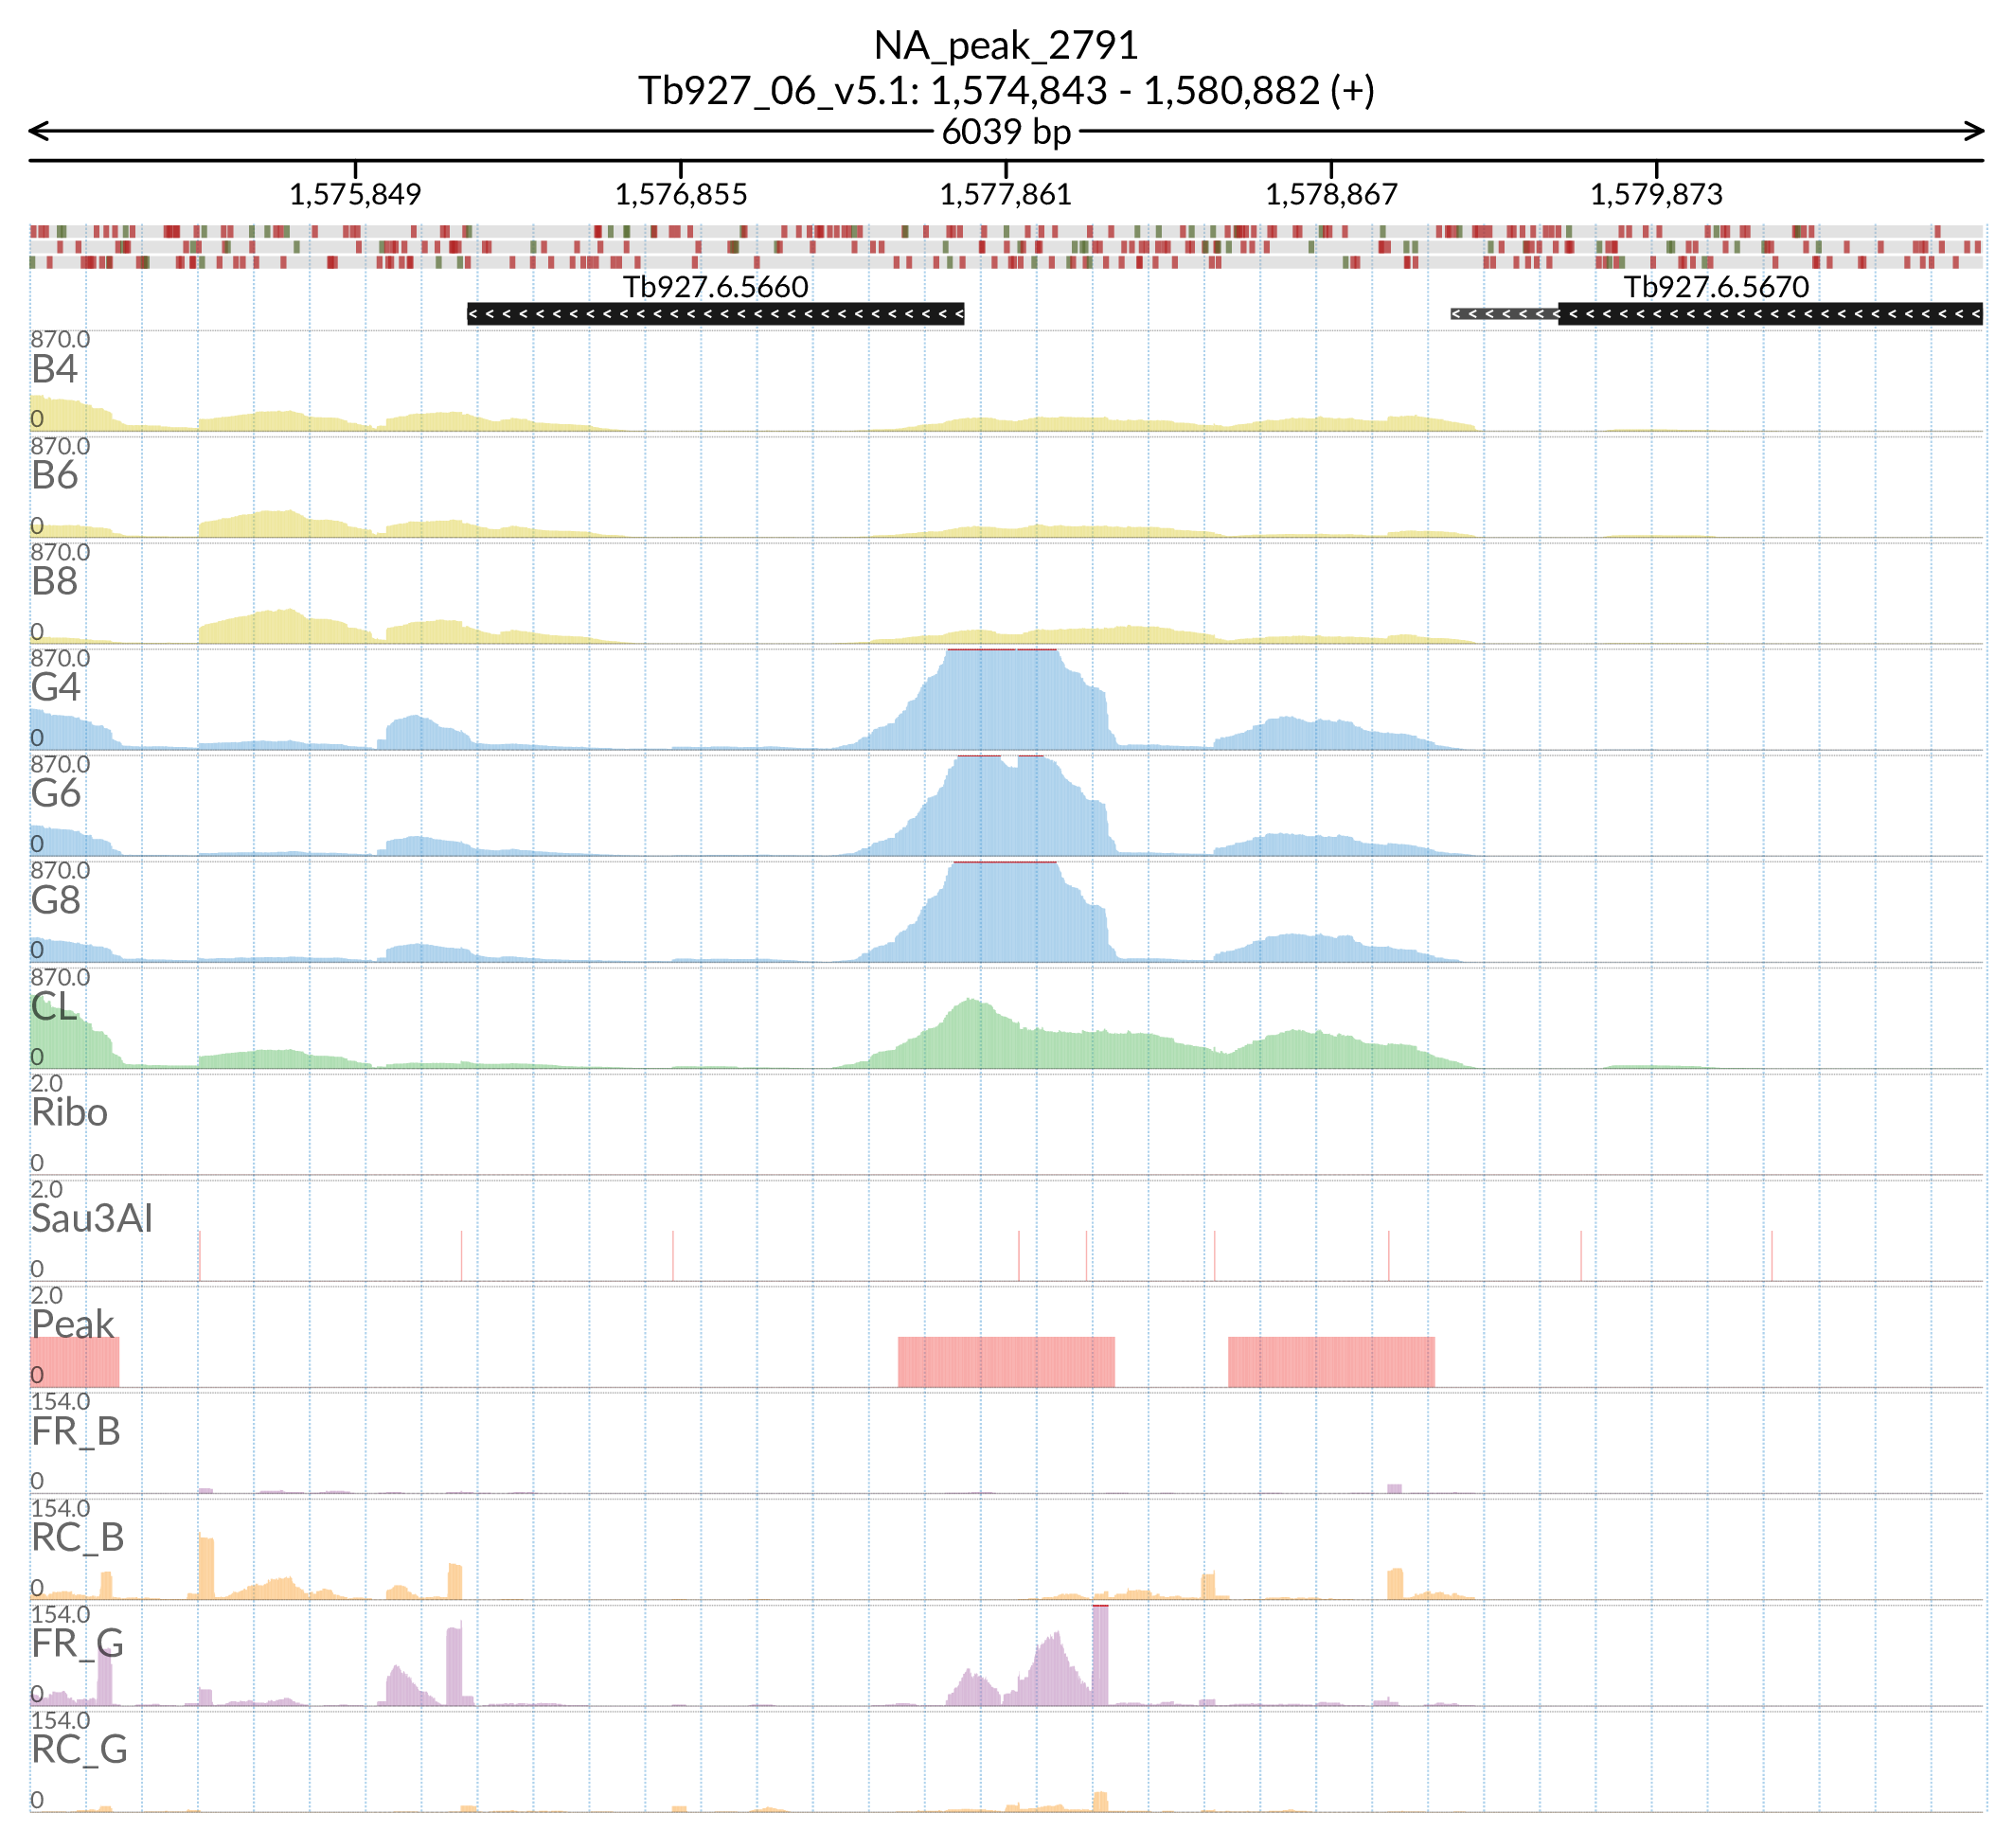 NA_peak_2791
Tb927_06_v5.1: 1,574,843 - 1,580,882 (+)
6039 bp
1,575,849 1,576,855 1,577,861 1,578,867 1,579,873
Tb927.6.5660 Tb927.6.5670
870.0
B4
0
870.0
B6
0
870.0
B8
0
870.0
G4
0
870.0
G6
0
870.0
G8
0
870.0
CL
0
2.0
Ribo
0
2.0
Sau3AI
0
2.0
Peak
0
154.0
FR_B
0
154.0
RC_B
0
154.0
FR_G
0
154.0
RC_G
0